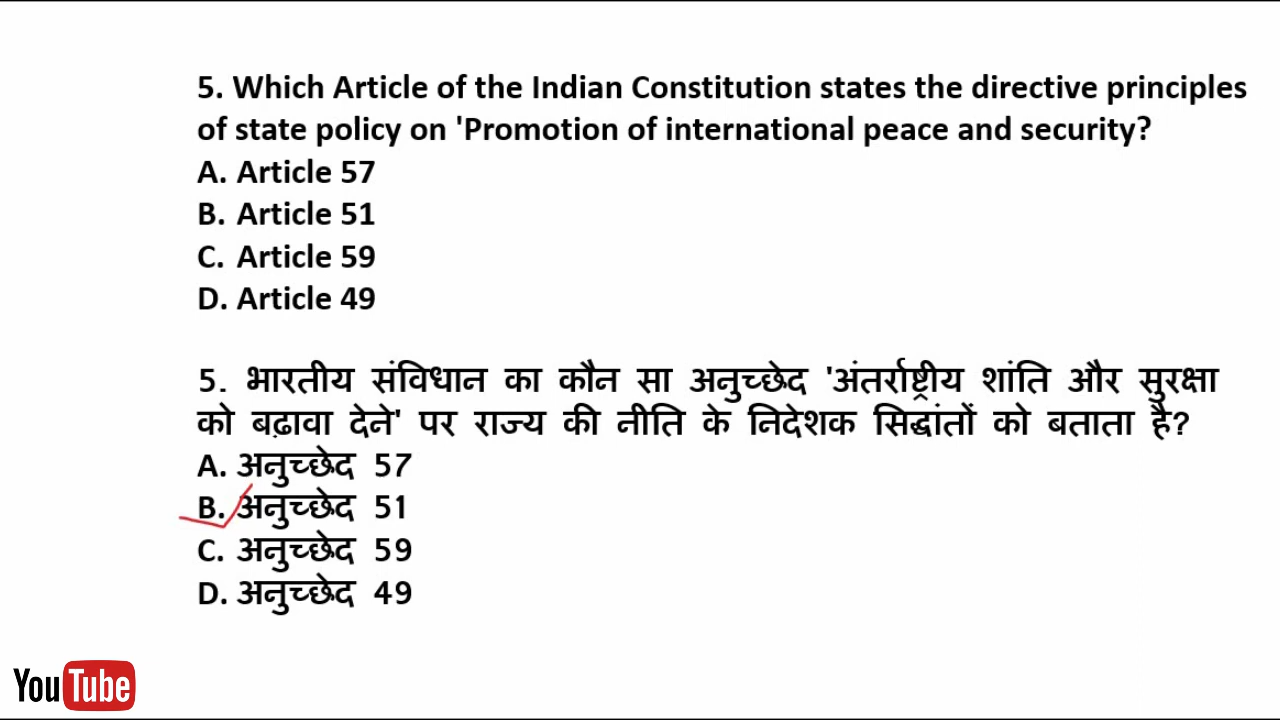 5. Which Article of the Indian Constitution states the directive principles
of state policy on 'Promotion of international peace and security?
A. Article 57
B. Article 51
C. Article 59
D. Article 49
5. भारतीय संविधान का कौन सा अनुच्छेद 'अंतर्राष्ट्रीय शांति और सुरक्षा
को बढ़ावा देने' पर राज्य की नीति के निदेशक सिद्धांतों को बताता है?
A. अनुच्छेद 57
B. अनुच्छेद 51
C. अनुच्छेद 59
D. अनुच्छेद 49
YouTube